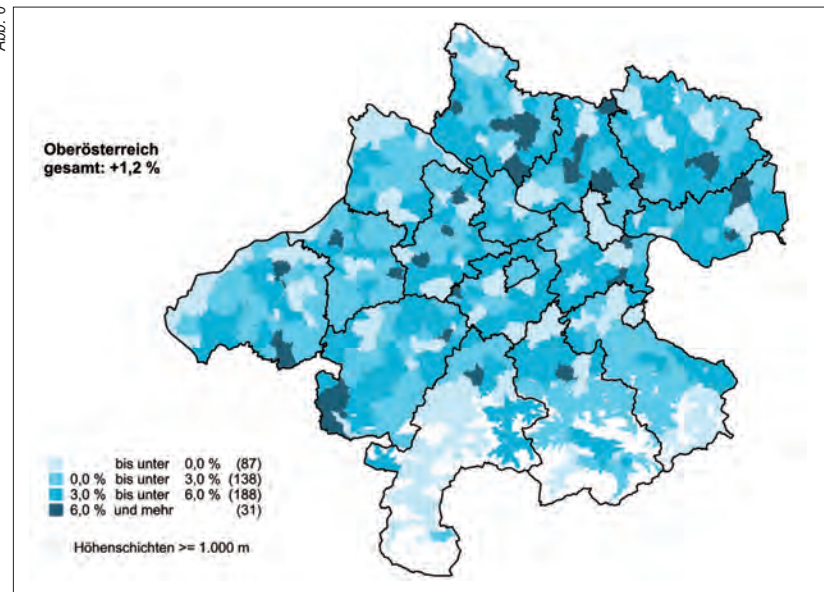 Oberösterreich
gesamt: +1,2 %
bis unter 0,0 % (87)
0,0 % bis unter 3,0 % (138)
3,0 % bis unter 6,0 % (188)
6,0 % und mehr (31)
Höhenschichten >= 1.000 m